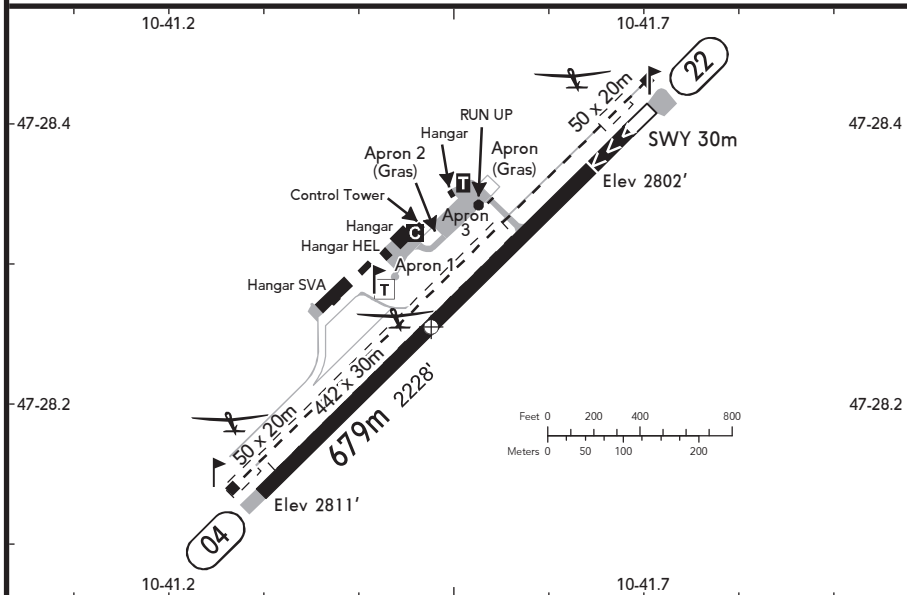 10-41.2
10-41.7
22
50 x 20m
47-28.4
47-28.4
RUN UP
SWY 30m
Hangar
Apron
(Gras)
Apron 2
(Gras)
T
Elev 2802'
Control Tower
Apron
3
Hangar
C
Hangar HEL
Apron 1
Hangar SVA
T
442 x 30m
2228'
679m
47-28.2
47-28.2
50 x 20m
Feet 0 200 400 800
Meters 0 50 100 200
Elev 2811'
04
10-41.2
10-41.7